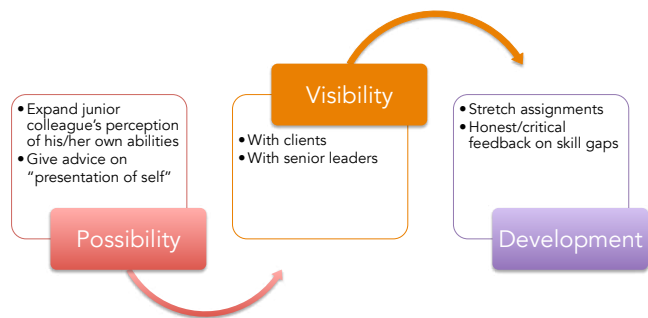 • Expand junior
colleague's perception
of his/her own abilities
• Give advice on
“presentation of self”
Possibility
Visibility
• With clients
• With senior leaders
• Stretch assignments
• Honest/critical
feedback on skill gaps
Development